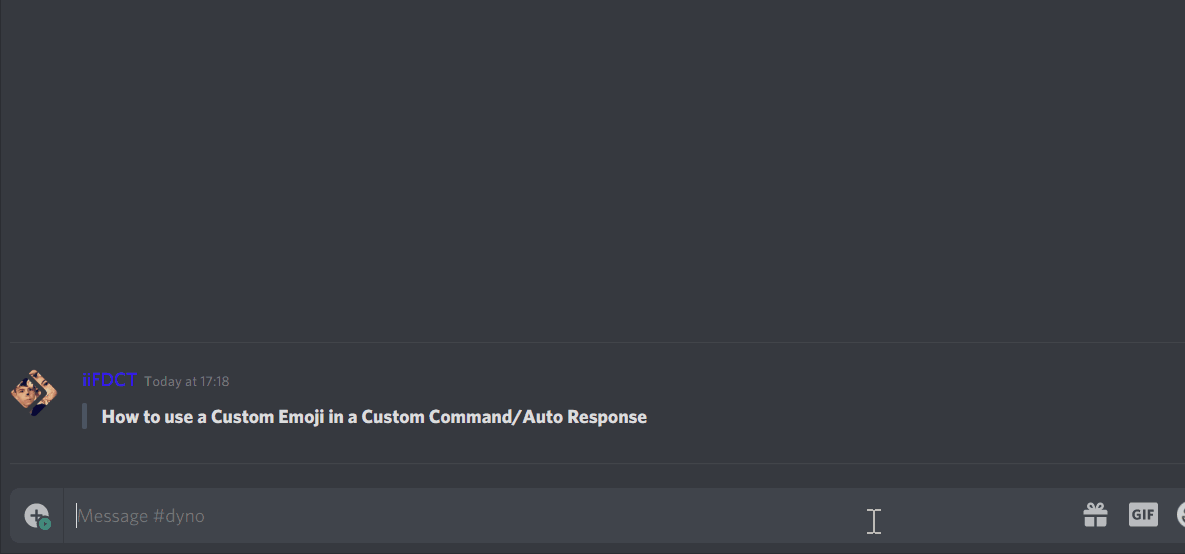 iiFDCT Today at 17:18
How to use a Custom Emoji in a Custom Command/Auto Response
Message #dyno
GIF